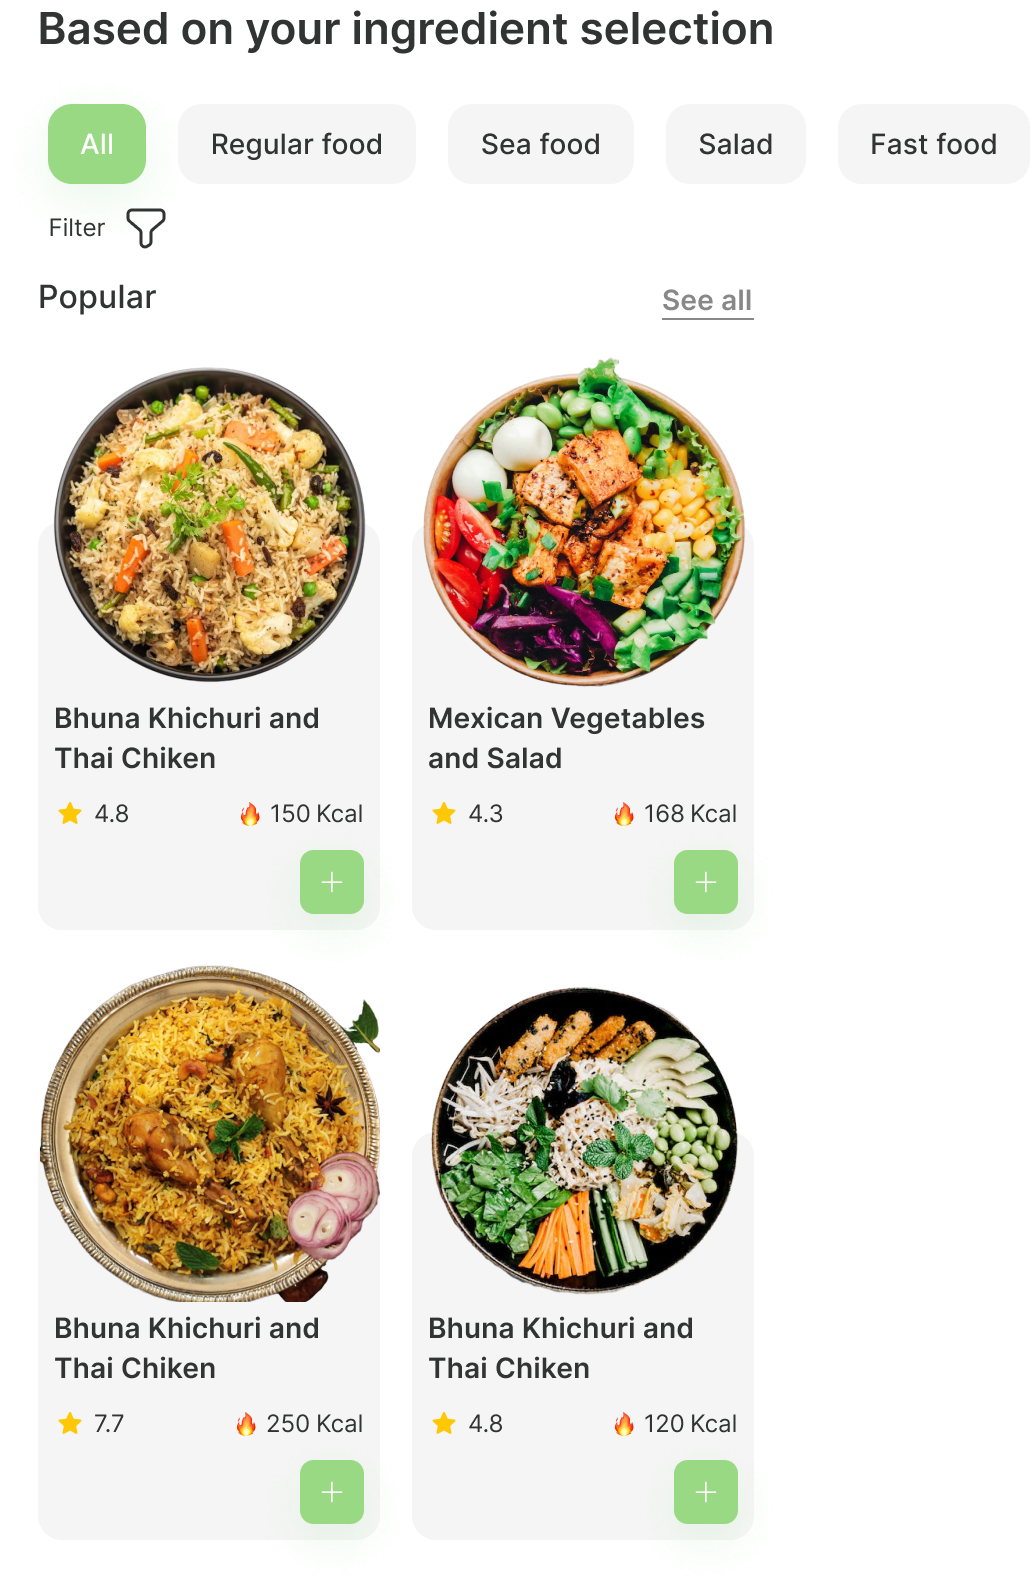 Based on your ingredient selection
All Regular food Sea food Salad Fast food
Filter
Popular See all
Bhuna Khichuri and
Thai Chiken
4.8 150 Kcal
Mexican Vegetables
and Salad
4.3 168 Kcal
Bhuna Khichuri and
Thai Chiken
7.7 250 Kcal
Bhuna Khichuri and
Thai Chiken
4.8 120 Kcal